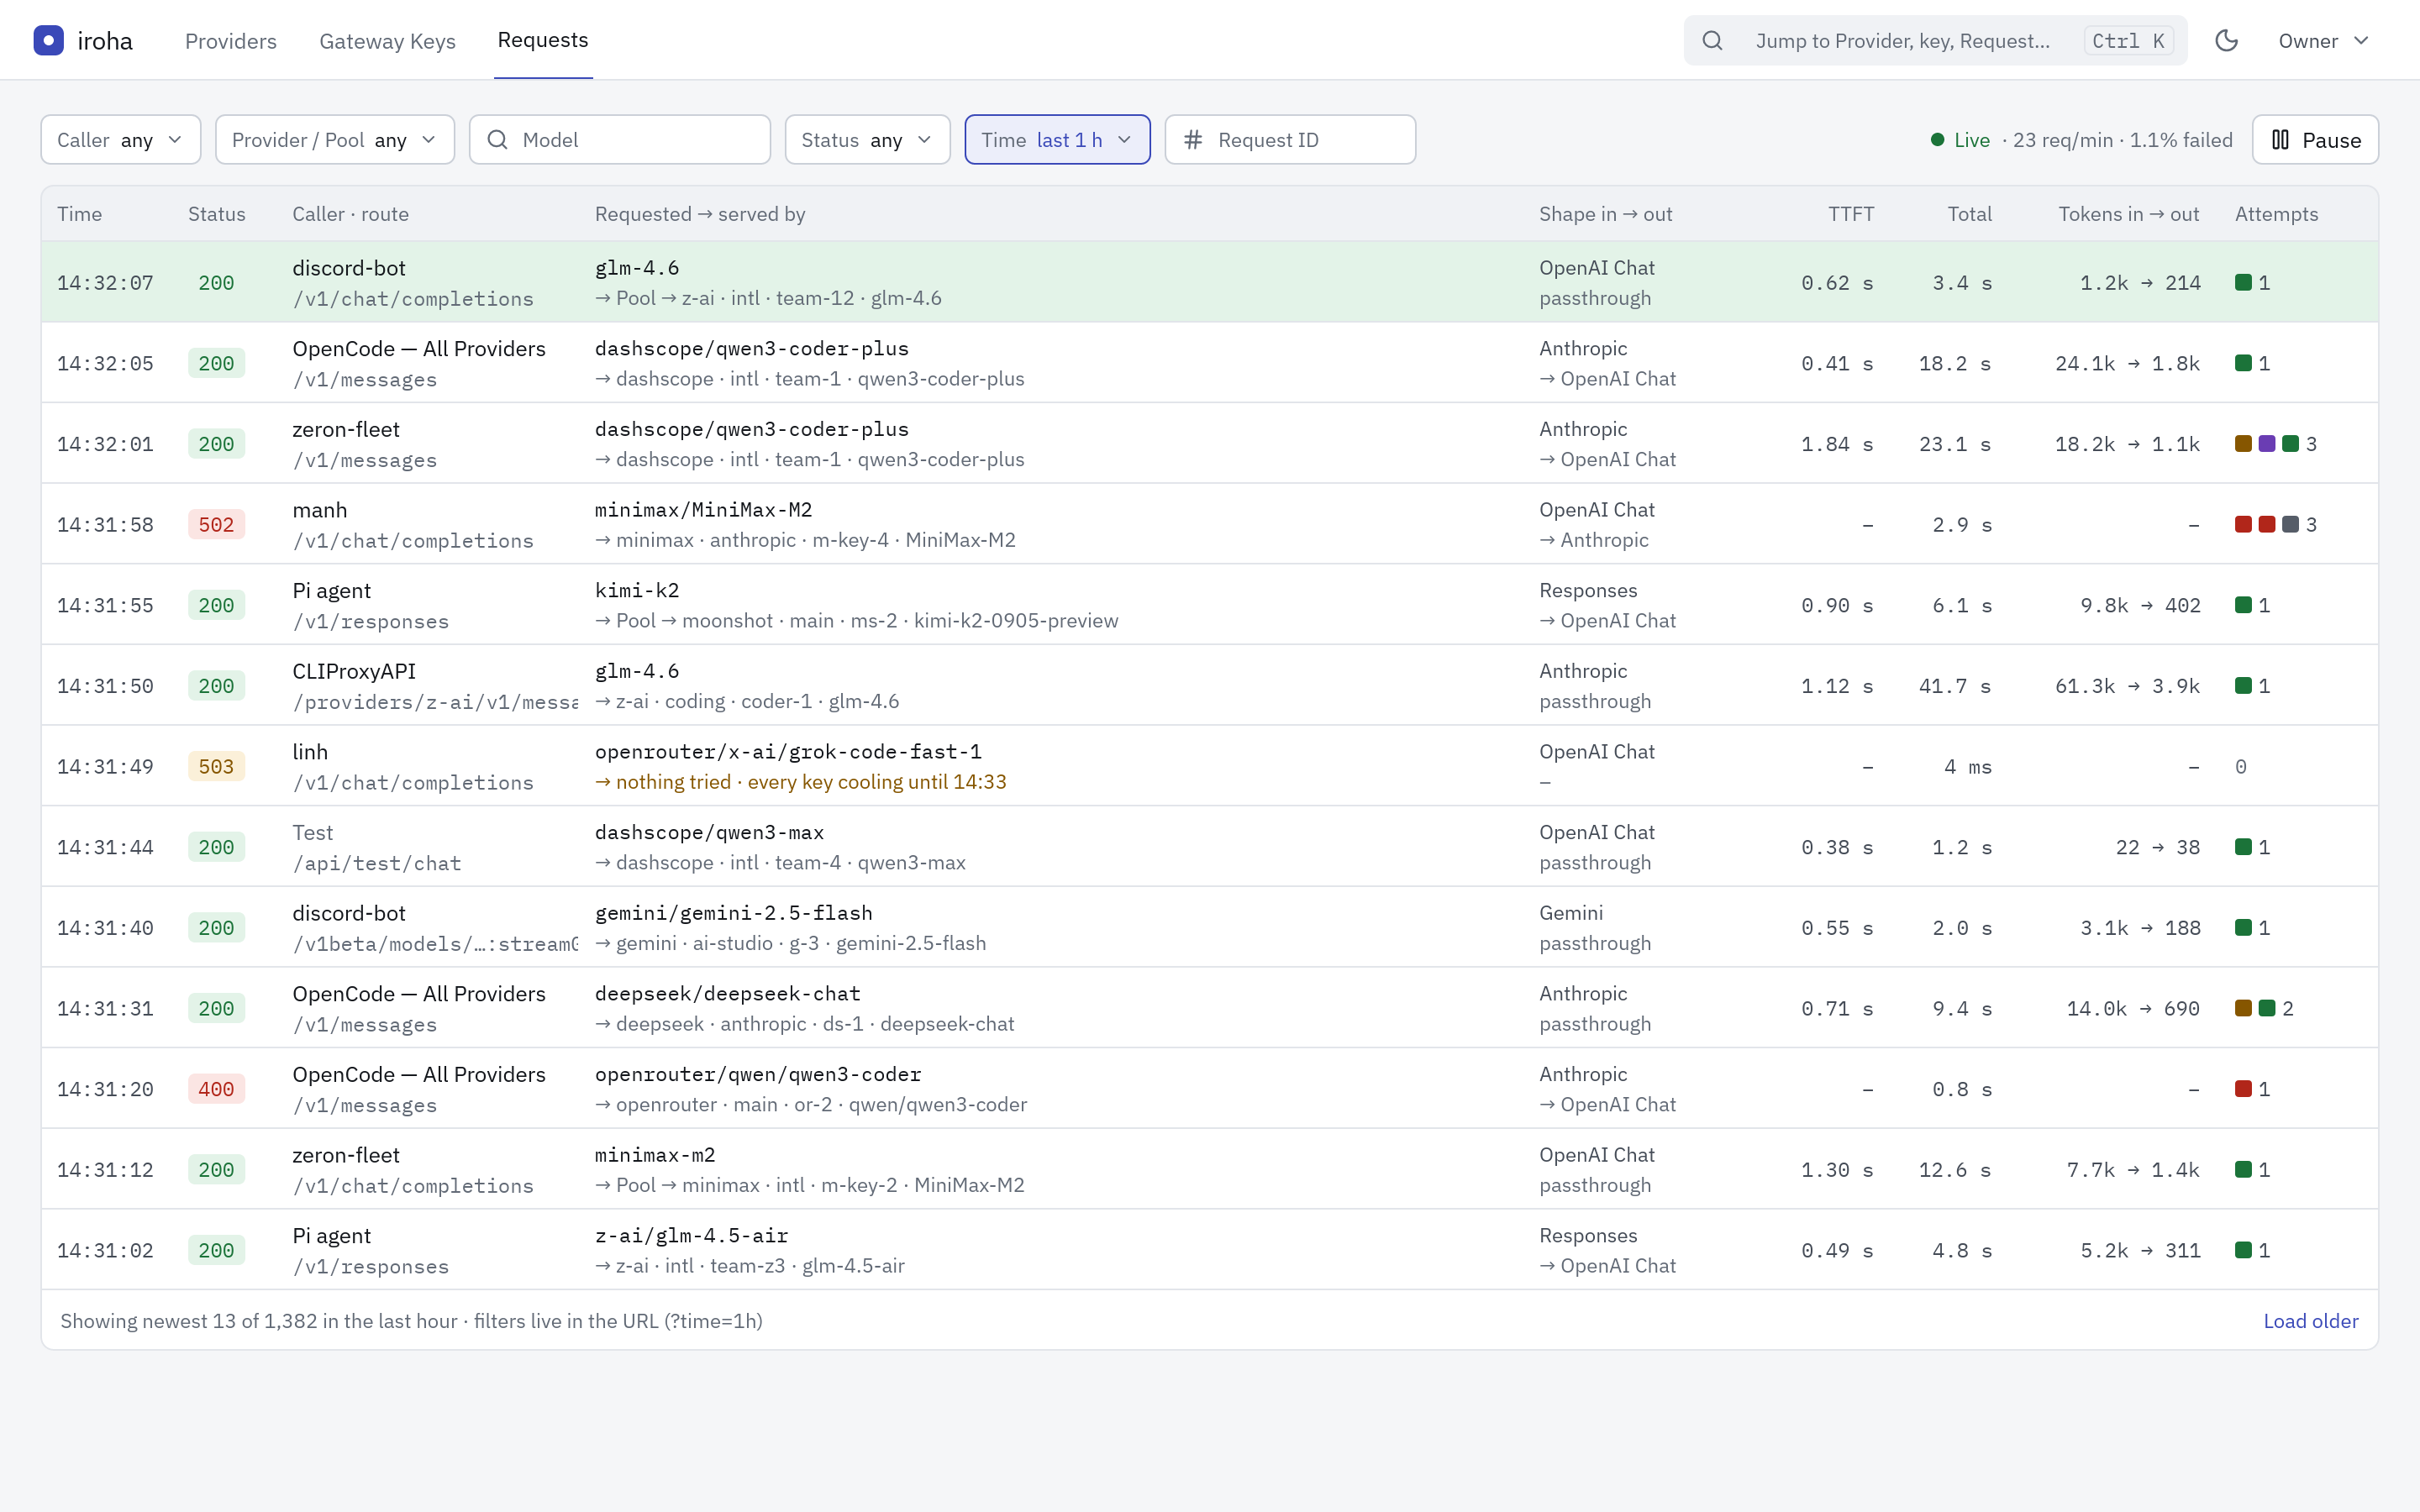 iroha Providers Gateway Keys Requests Jump to Provider, key, Request... Ctrl K Owner
Caller any Provider / Pool any Model Status any Time last 1 h # Request ID Live · 23 req/min · 1.1% failed Pause
Time Status Caller · route Requested → served by Shape in → out TTFT Total Tokens in → out Attempts
14:32:07 200 discord-bot glm-4.6 OpenAI Chat 0.62 s 3.4 s 1.2k → 214 1
/v1/chat/completions → Pool → z-ai · intl · team-12 · glm-4.6 passthrough
14:32:05 200 OpenCode — All Providers dashscope/qwen3-coder-plus Anthropic 0.41 s 18.2 s 24.1k → 1.8k 1
/v1/messages → dashscope · intl · team-1 · qwen3-coder-plus → OpenAI Chat
14:32:01 200 zeron-fleet dashscope/qwen3-coder-plus Anthropic 1.84 s 23.1 s 18.2k → 1.1k 3
/v1/messages → dashscope · intl · team-1 · qwen3-coder-plus → OpenAI Chat
14:31:58 502 manh minimax/MiniMax-M2 OpenAI Chat – 2.9 s – 3
/v1/chat/completions → minimax · anthropic · m-key-4 · MiniMax-M2 → Anthropic
14:31:55 200 Pi agent kimi-k2 Responses 0.90 s 6.1 s 9.8k → 402 1
/v1/responses → Pool → moonshot · main · ms-2 · kimi-k2-0905-preview → OpenAI Chat
14:31:50 200 CLIProxyAPI glm-4.6 Anthropic 1.12 s 41.7 s 61.3k → 3.9k 1
/providers/z-ai/v1/messa → z-ai · coding · coder-1 · glm-4.6 passthrough
14:31:49 503 linh openrouter/x-ai/grok-code-fast-1 OpenAI Chat – 4 ms – 0
/v1/chat/completions → nothing tried · every key cooling until 14:33 –
14:31:44 200 Test dashscope/qwen3-max OpenAI Chat 0.38 s 1.2 s 22 → 38 1
/api/test/chat → dashscope · intl · team-4 · qwen3-max passthrough
14:31:40 200 discord-bot gemini/gemini-2.5-flash Gemini 0.55 s 2.0 s 3.1k → 188 1
/v1beta/models/…:stream → gemini · ai-studio · g-3 · gemini-2.5-flash passthrough
14:31:31 200 OpenCode — All Providers deepseek/deepseek-chat Anthropic 0.71 s 9.4 s 14.0k → 690 2
/v1/messages → deepseek · anthropic · ds-1 · deepseek-chat passthrough
14:31:20 400 OpenCode — All Providers openrouter/qwen/qwen3-coder Anthropic – 0.8 s – 1
/v1/messages → openrouter · main · or-2 · qwen/qwen3-coder → OpenAI Chat
14:31:12 200 zeron-fleet minimax-m2 OpenAI Chat 1.30 s 12.6 s 7.7k → 1.4k 1
/v1/chat/completions → Pool → minimax · intl · m-key-2 · MiniMax-M2 passthrough
14:31:02 200 Pi agent z-ai/glm-4.5-air Responses 0.49 s 4.8 s 5.2k → 311 1
/v1/responses → z-ai · intl · team-z3 · glm-4.5-air → OpenAI Chat
Showing newest 13 of 1,382 in the last hour · filters live in the URL (?time=1h) Load older